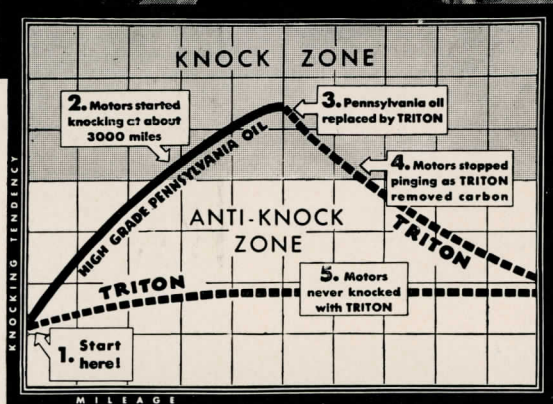 KNOCK ZONE
2. Motors started
knocking at about
3000 miles
3. Pennsylvania oil
replaced by TRITON
HIGH GRADE PENNSYLVANIA OIL
4. Motors stopped
pinging as TRITON
removed carbon
ANTI-KNOCK
ZONE
TRITON
TRITON
5. Motors
never knocked
with TRITON
1. Start
here!
KNOCKING TENDENCY
MILEAGE